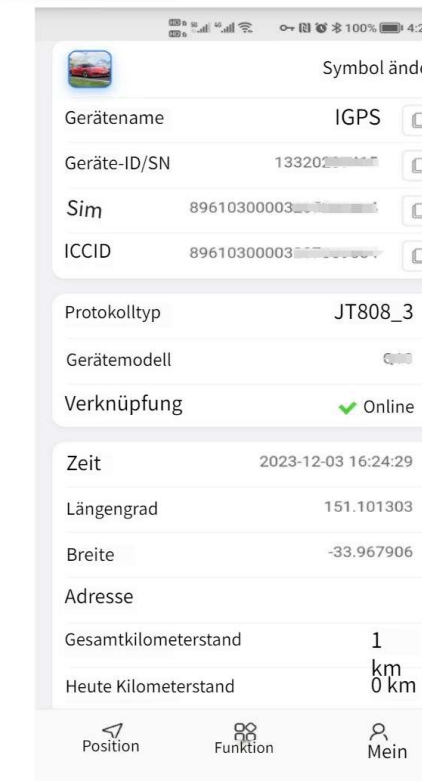 100% 4:2
Symbol ände
Gerätename IGPS
Geräte-ID/SN 13320
Sim 89610300003
ICCID 89610300003
Protokolltyp JT808_3
Gerätemodell
Verknüpfung Online
Zeit 2023-12-03 16:24:29
Längengrad 151.101303
Breite -33.967906
Adresse
Gesamtkilometerstand 1 km
Heute Kilometerstand 0 km
Position Funktion Mein